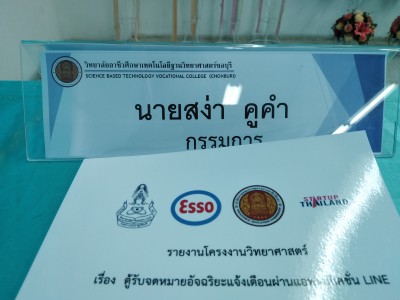 วิทยาลัยอาชีวศึกษาเทคโนโลยีฐานวิทยาศาสตร์ชลบุรี
SCIENCE BASED TECHNOLOGY VOCATIONAL COLLEGE (CHONBURI)
นายสง่า คูคำ
กรรมการ
Esso
STARTUP
THAILAND
รายงานโครงงานวิทยาศาสตร์
เรื่อง ตู้รับจดหมายอัจฉริยะแจ้งเตือนผ่านแอพพลิเคชั่น LINE